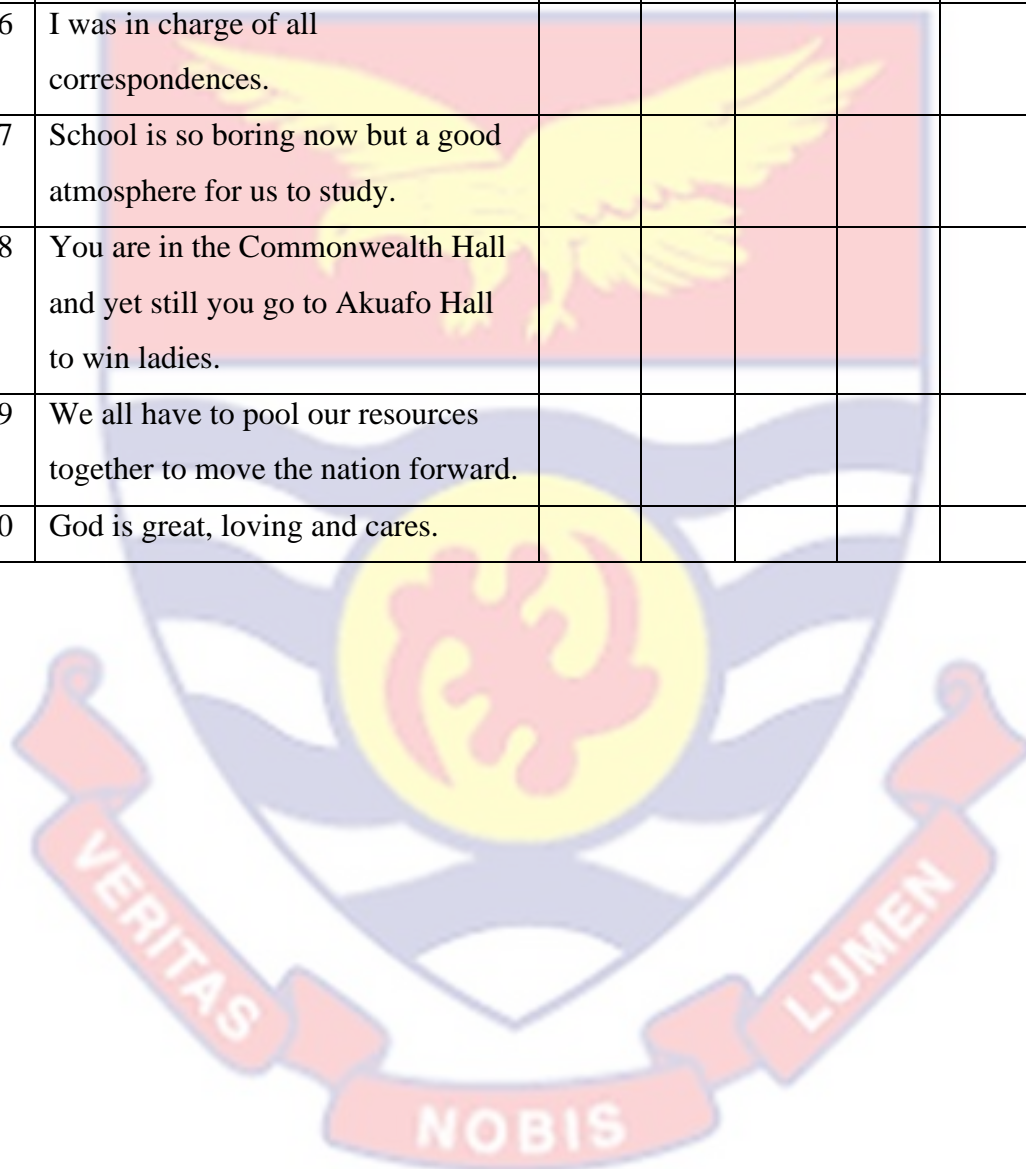 6 I was in charge of all
correspondences.
7 School is so boring now but a good
atmosphere for us to study.
8 You are in the Commonwealth Hall
and yet still you go to Akuafo Hall
to win ladies.
9 We all have to pool our resources
together to move the nation forward.
0 God is great, loving and cares.
VERITAS
NOBIS
LUMEN